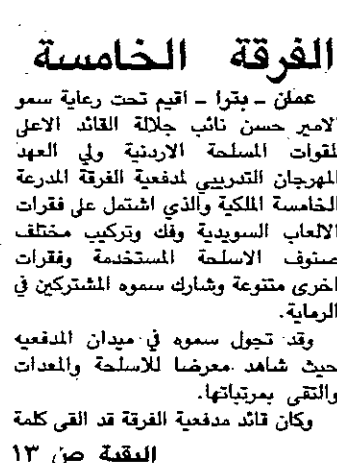 الفرقة الخامسة
عمان - بترا - اقيم تحت رعاية سمو
الامير حسن نائب جلالة القائد الاعلى
للقوات المسلحة الاردنية ولي العهد
المهرجان التدريبي لمدفعية الفرقة المدرعة
الخامسة الملكية والذي اشتمل على فقرات
الالعاب السويدية وفك وتركيب مختلف
صنوف الاسلحة المستخدمة وفقرات
اخرى متنوعة وشارك سموه المشتركين في
الرماية.
وقد تجول سموه في ميدان المدفعيه
حيث شاهد معرضا للاسلحة والمعدات
والتقى بمرتباتها.
وكان قائد مدفعية الفرقة قد القى كلمة
البقية ص ١٣